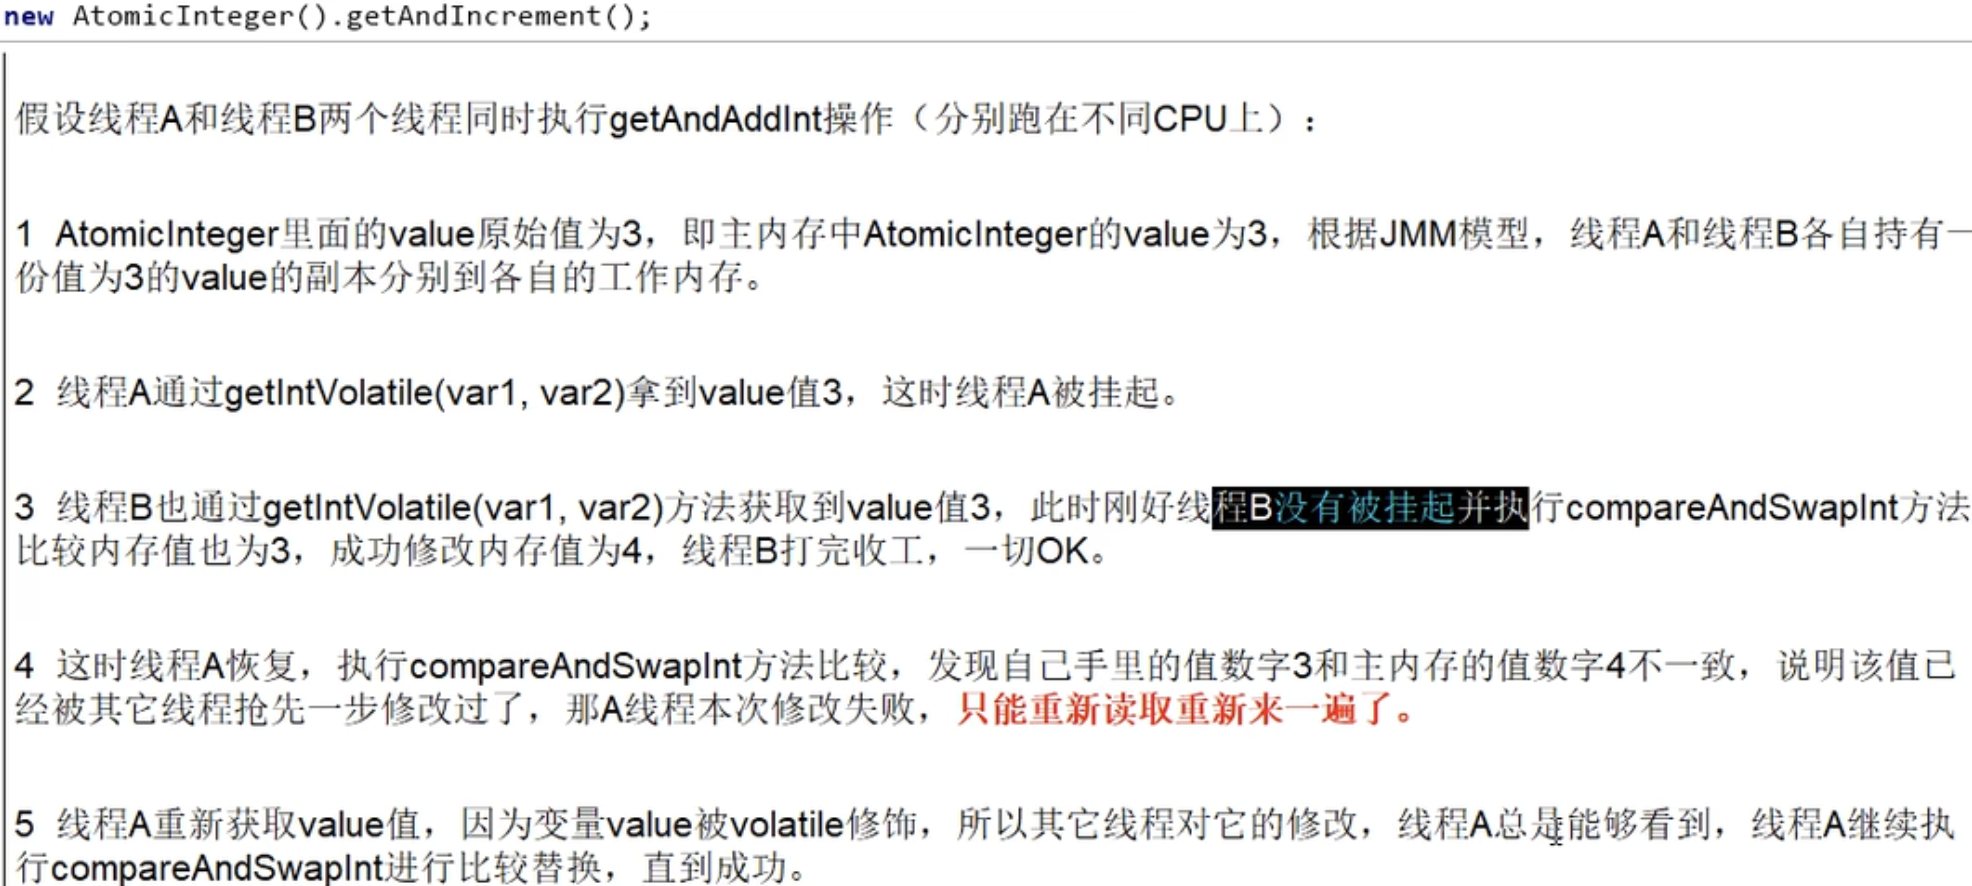 new AtomicInteger().getAndIncrement();
假设线程A和线程B两个线程同时执行getAndAddInt操作（分别跑在不同CPU上）：
1 AtomicInteger里面的value原始值为3，即主内存中AtomicInteger的value为3，根据JMM模型，线程A和线程B各自持有一
份值为3的value的副本分别到各自的工作内存。
2 线程A通过getIntVolatile(var1, var2)拿到value值3，这时线程A被挂起。
3 线程B也通过getIntVolatile(var1, var2)方法获取到value值3，此时刚好线程B没有被挂起并执行compareAndSwapInt方法
比较内存值也为3，成功修改内存值为4，线程B打完收工，一切OK。
4 这时线程A恢复，执行compareAndSwapInt方法比较，发现自己手里的值数字3和主内存的值数字4不一致，说明该值已
经被其它线程抢先一步修改过了，那A线程本次修改失败，只能重新读取重新来一遍了。
5 线程A重新获取value值，因为变量value被volatile修饰，所以其它线程对它的修改，线程A总是能够看到，线程A继续执
行compareAndSwapInt进行比较替换，直到成功。